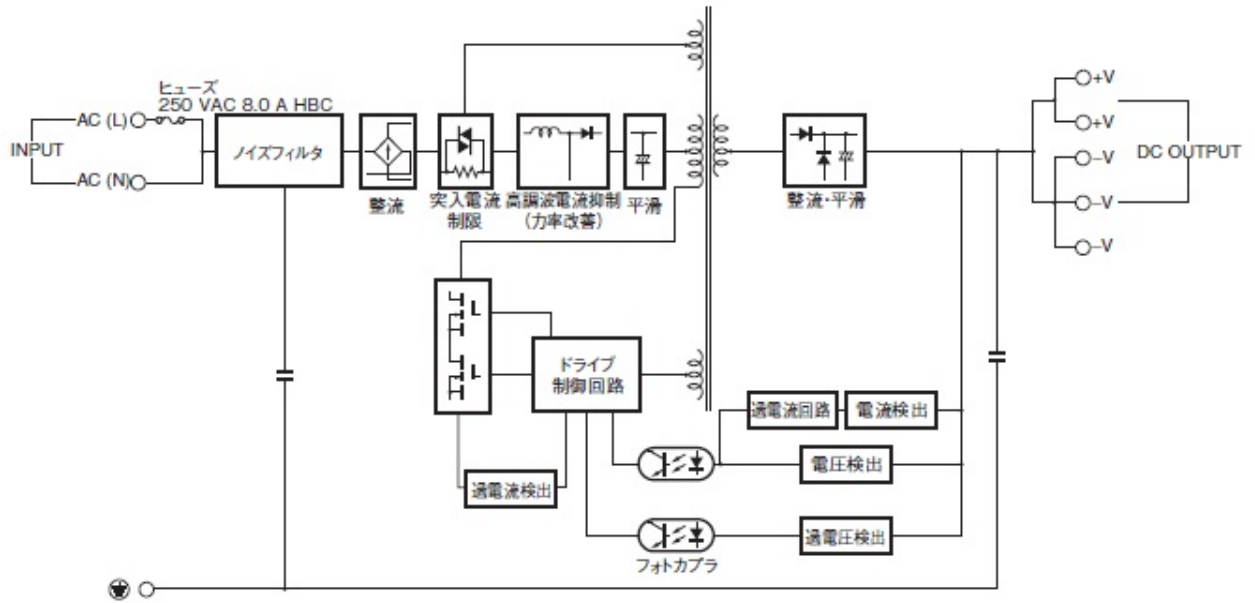 ヒューズ
250 VAC 8.0 A HBC
AC (L)
INPUT
AC (N)
ノイズフィルタ
整流
突入電流
制限
高調波電流抑制
(力率改善)
平滑
整流・平滑
+V
+V
−V
−V
−V
DC OUTPUT
ドライブ
制御回路
過電流検出
過電流回路
電流検出
電圧検出
過電圧検出
フォトカプラ